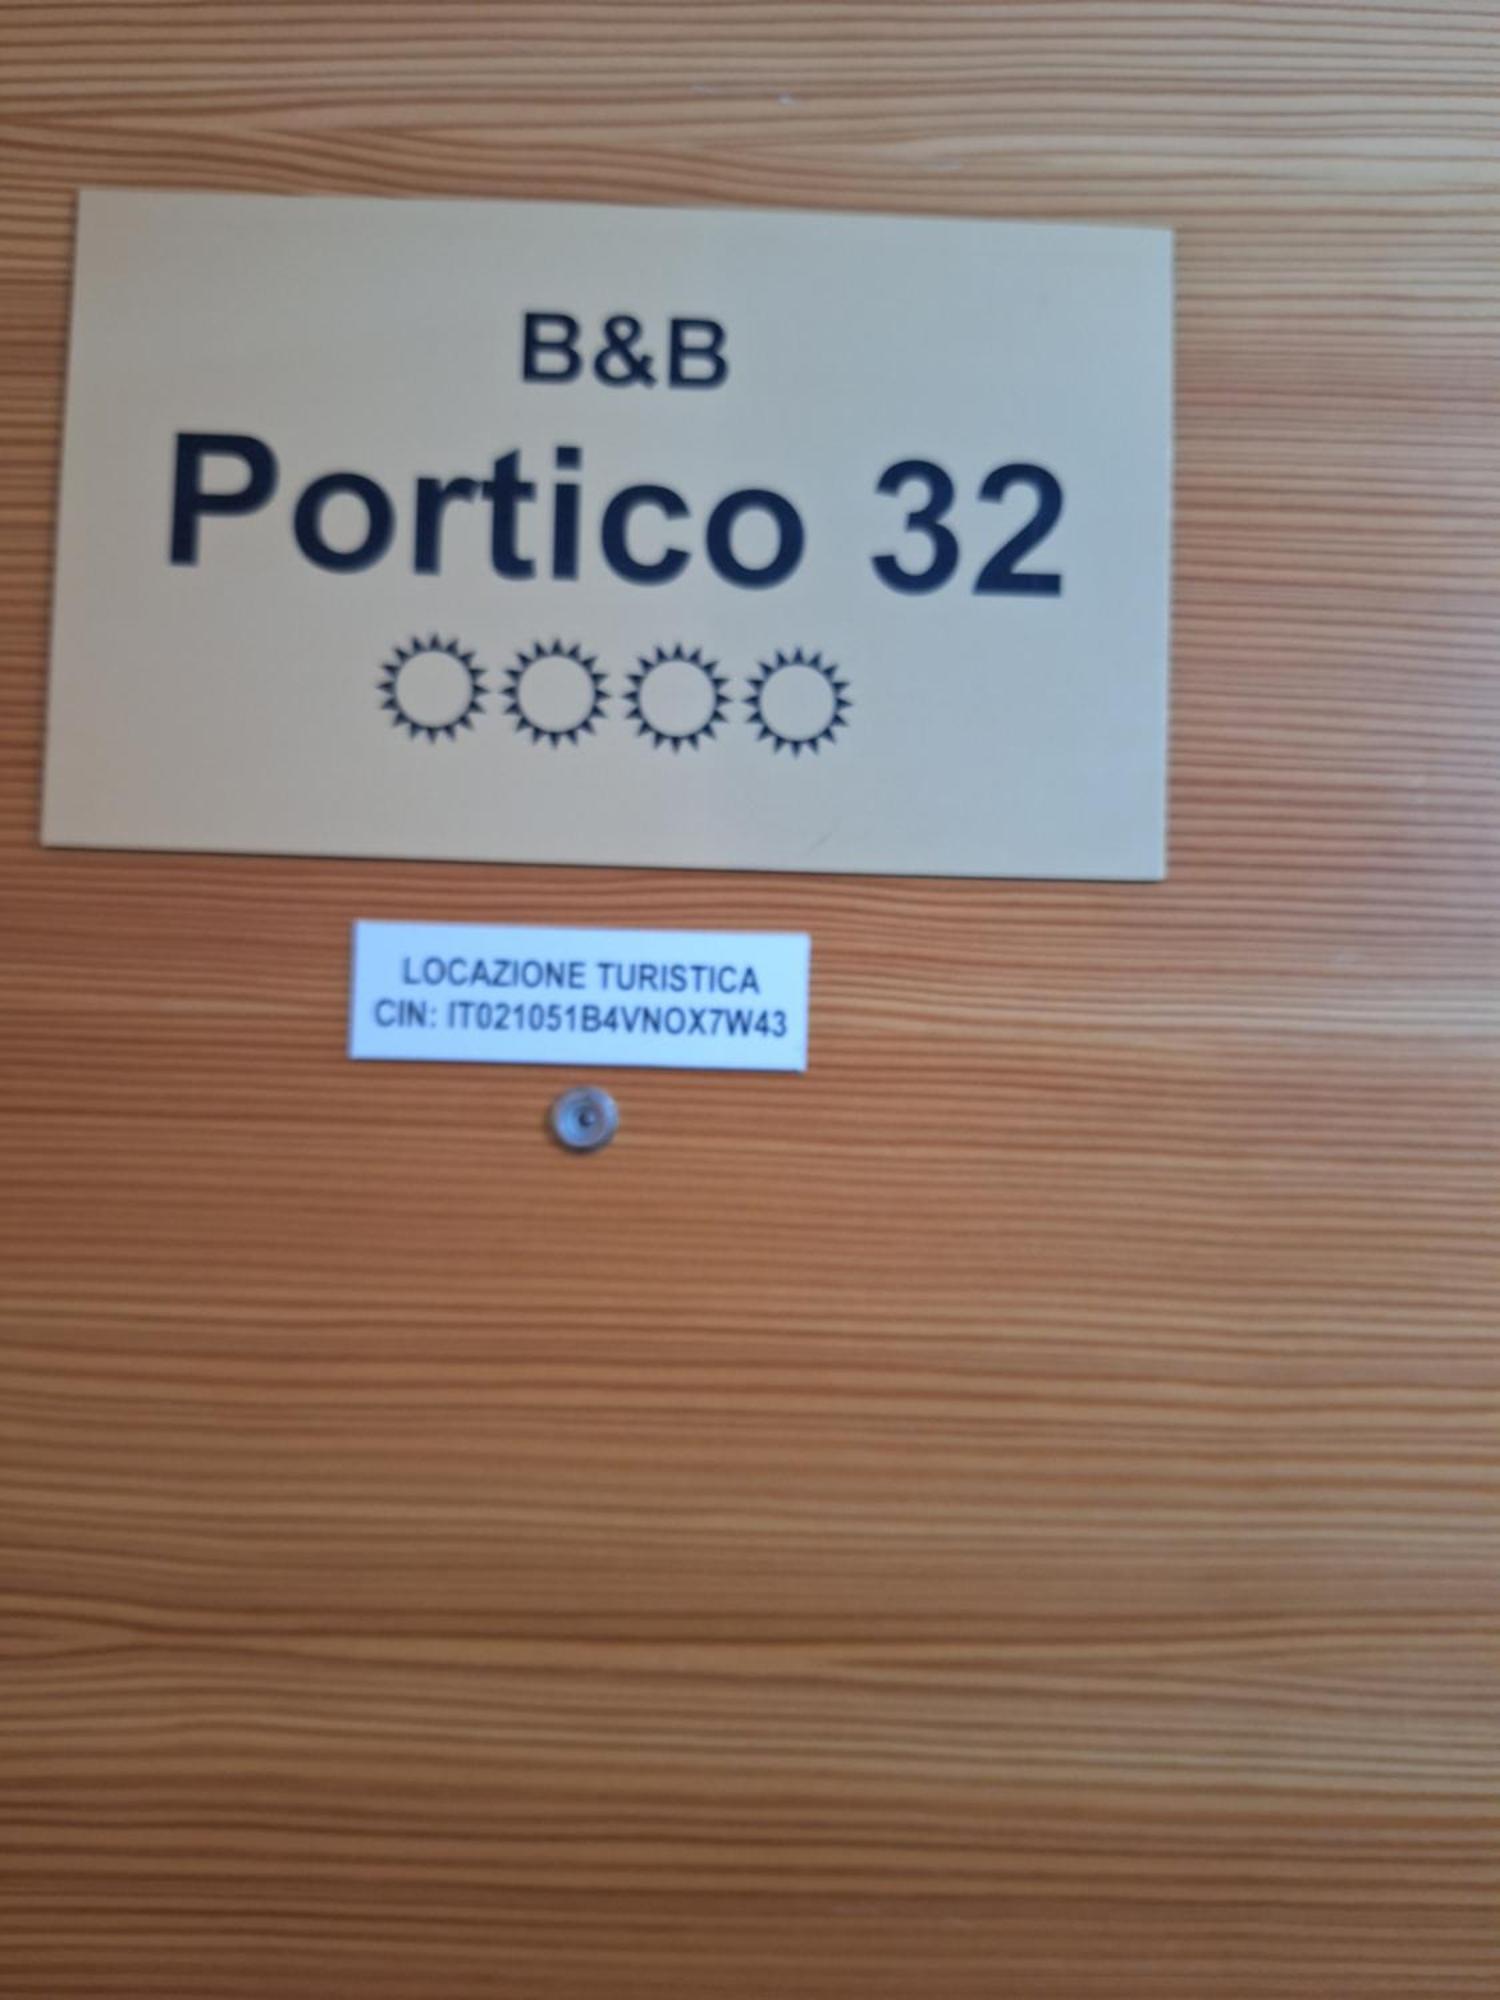 B&B
Portico 32
LOCAZIONE TURISTICA
CIN: IT021051B4VNOX7W43